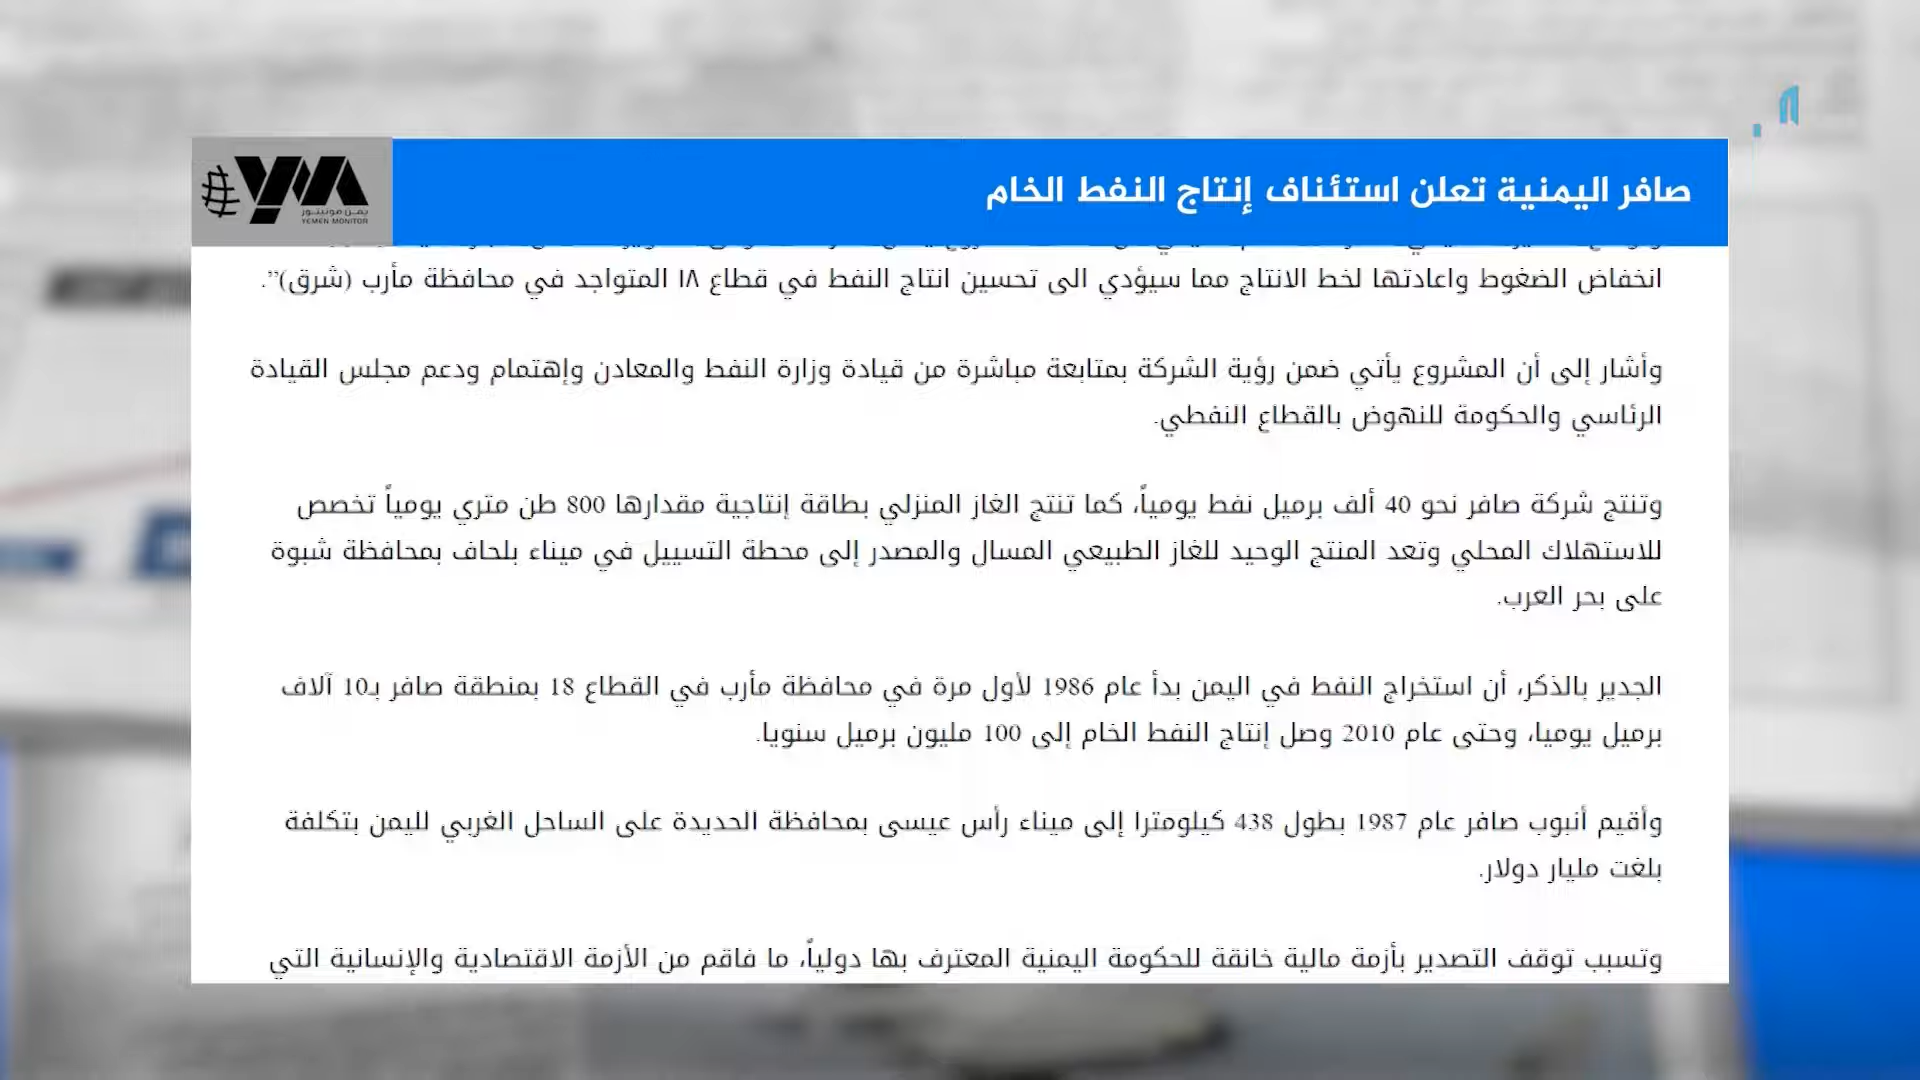 صافر اليمنية تعلن استئناف إنتاج النفط الخام
يمن مونيتور
YEMEN MONITOR
انخفاض الضغوط واعادتها لخط الانتاج مما سيؤدي الى تحسين انتاج النفط في قطاع ١٨ المتواجد في محافظة مأرب (شرق)”.
وأشار إلى أن المشروع يأتي ضمن رؤية الشركة بمتابعة مباشرة من قيادة وزارة النفط والمعادن وإهتمام ودعم مجلس القيادة
الرئاسي والحكومة للنهوض بالقطاع النفطي.
وتنتج شركة صافر نحو 40 ألف برميل نفط يومياً، كما تنتج الغاز المنزلي بطاقة إنتاجية مقدارها 800 طن متري يومياً تخصص
للاستهلاك المحلي وتعد المنتج الوحيد للغاز الطبيعي المسال والمصدر إلى محطة التسييل في ميناء بلحاف بمحافظة شبوة
على بحر العرب.
الجدير بالذكر، أن استخراج النفط في اليمن بدأ عام 1986 لأول مرة في محافظة مأرب في القطاع 18 بمنطقة صافر بـ10 آلاف
برميل يوميا، وحتى عام 2010 وصل إنتاج النفط الخام إلى 100 مليون برميل سنويا.
وأقيم أنبوب صافر عام 1987 بطول 438 كيلومترا إلى ميناء رأس عيسى بمحافظة الحديدة على الساحل الغربي لليمن بتكلفة
بلغت مليار دولار.
وتسبب توقف التصدير بأزمة مالية خانقة للحكومة اليمنية المعترف بها دولياً، ما فاقم من الأزمة الاقتصادية والإنسانية التي